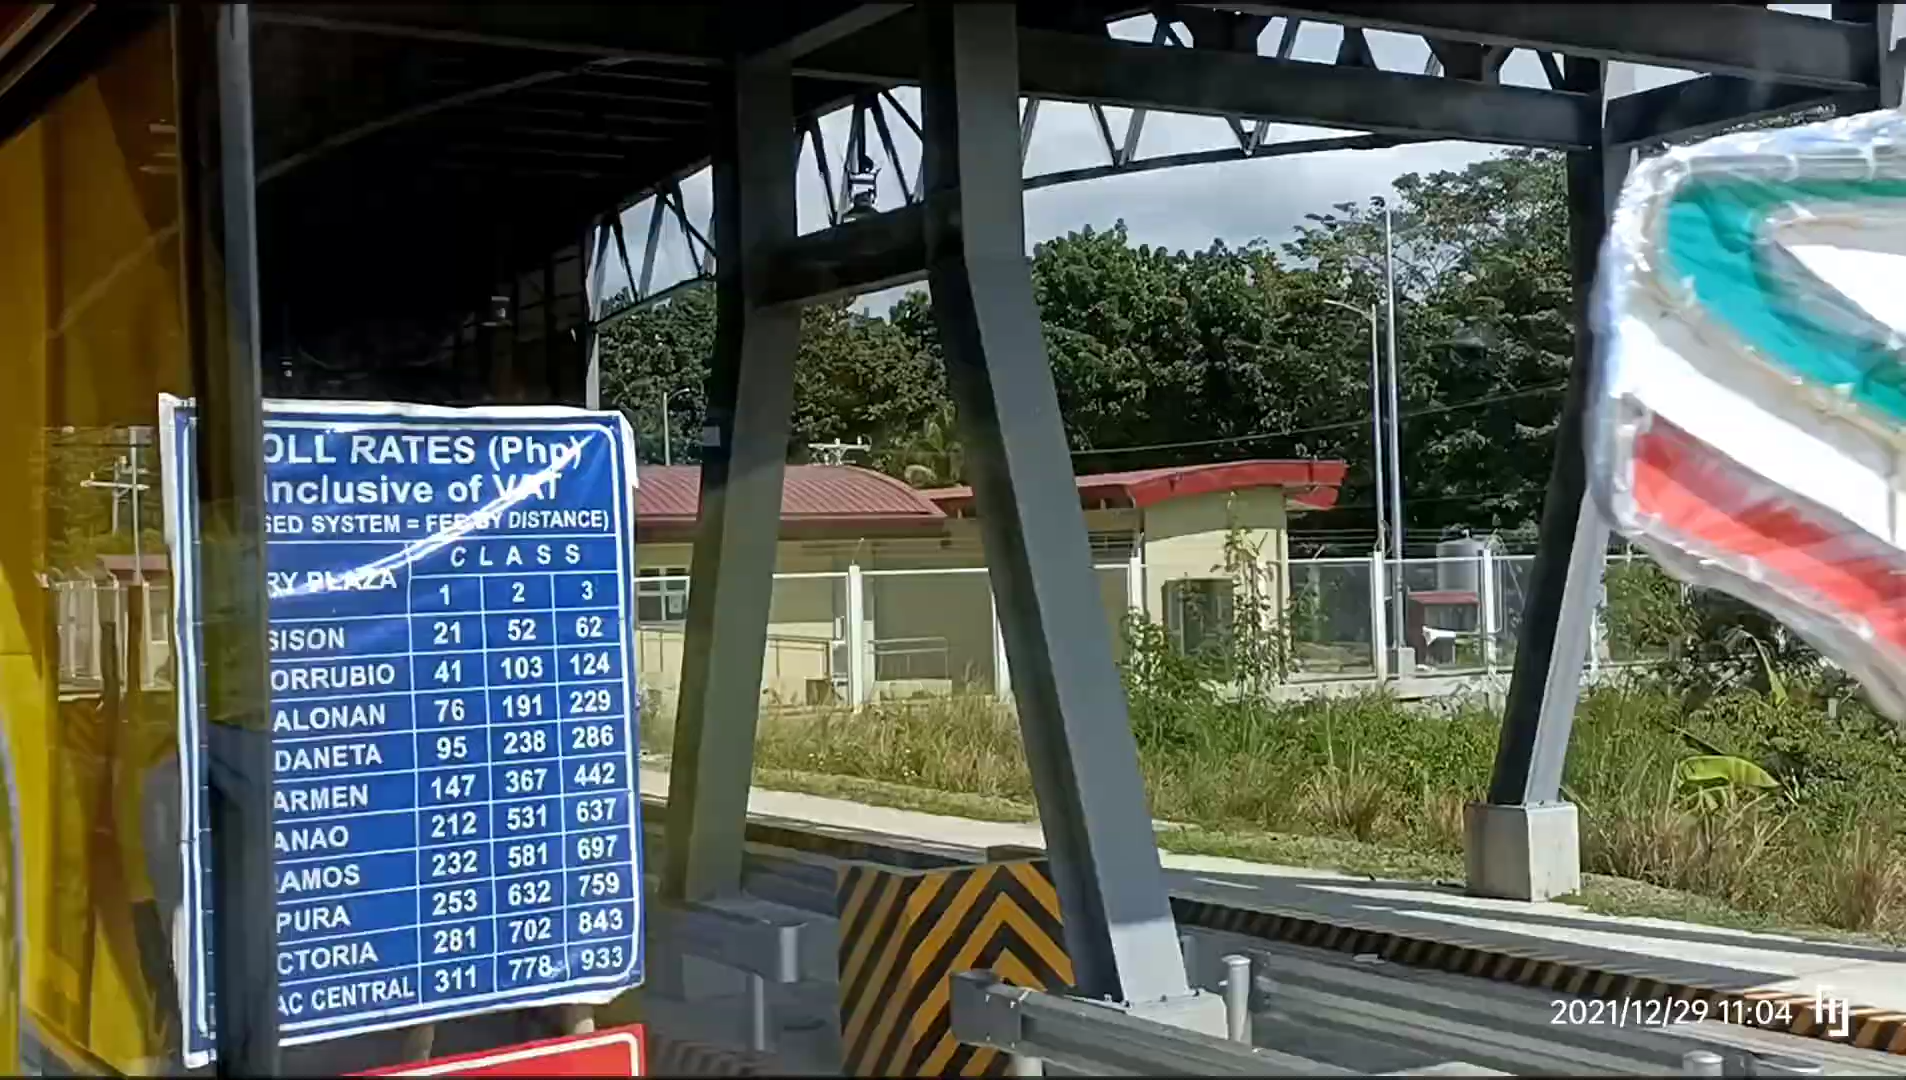 OLL RATES (Php)
Inclusive of VAT
SED SYSTEM = FEE BY DISTANCE)
RY PLAZA CLASS
1 2 3
SISON 21 52 62
ORRUBIO 41 103 124
ALONAN 76 191 229
DANETA 95 238 286
ARMEN 147 367 442
ANAO 212 531 637
RAMOS 232 581 697
PURA 253 632 759
CTORIA 281 702 843
AC CENTRAL 311 778 933
2021/12/29 11:04